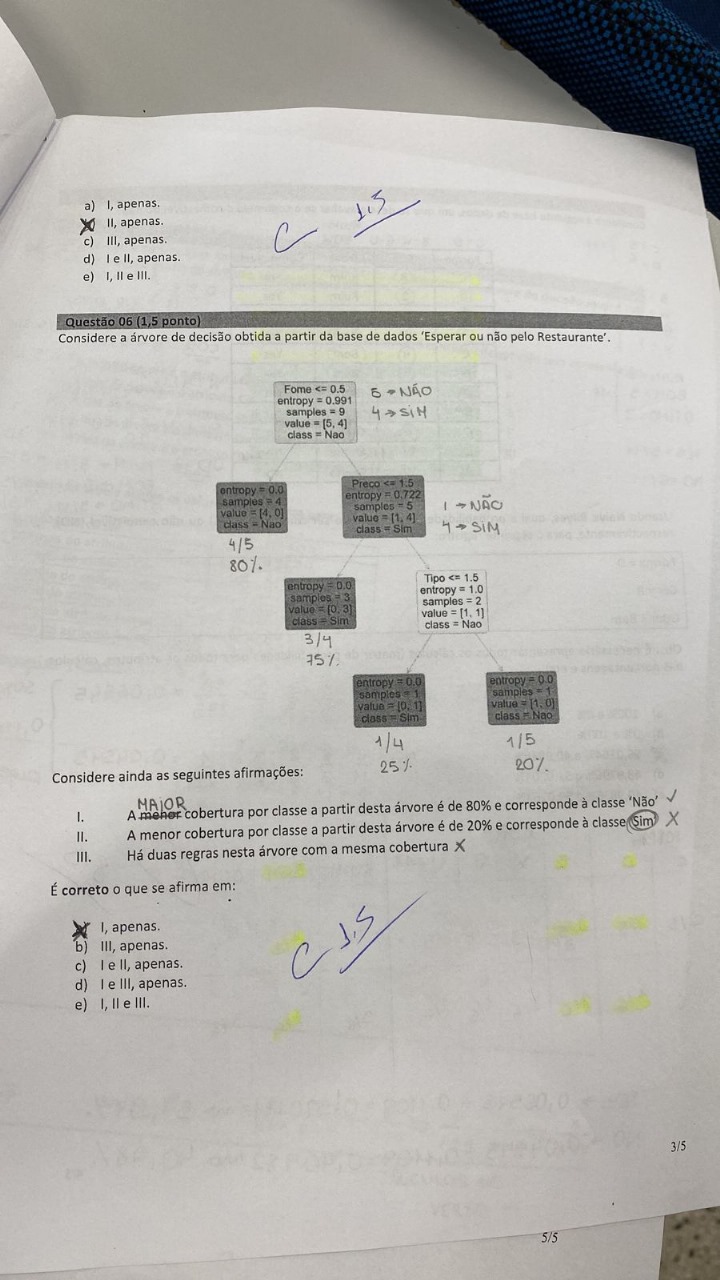 a) I, apenas.
II, apenas.
c) III, apenas.
d) I e II, apenas.
e) I, II e III.
C 1,5
Questão 06 (1,5 ponto)
Considere a árvore de decisão obtida a partir da base de dados ‘Esperar ou não pelo Restaurante’.
Fome <= 0.5
entropy = 0.991
samples = 9
value = [5, 4]
class = Nao
5 → NÃO
4 → SiM
entropy = 0.0
samples = 4
value = [4, 0]
class = Nao
4/5
80%
Preco <= 1.5
entropy = 0.722
samples = 5
value = [1, 4]
class = Sim
1 → NÃO
4 → SiM
entropy = 0.0
samples = 3
value = [0, 3]
class = Sim
3/4
75%
Tipo <= 1.5
entropy = 1.0
samples = 2
value = [1, 1]
class = Nao
entropy = 0.0
samples = 1
value = [0, 1]
class = Sim
1/4
25%
entropy = 0.0
samples = 1
value = [1, 0]
class = Nao
1/5
20%
Considere ainda as seguintes afirmações:
MAiOR
I. A menor cobertura por classe a partir desta árvore é de 80% e corresponde à classe ‘Não’ ✓
II. A menor cobertura por classe a partir desta árvore é de 20% e corresponde à classe Sim X
III. Há duas regras nesta árvore com a mesma cobertura X
É correto o que se afirma em:
I, apenas.
b) III, apenas.
c) I e II, apenas.
d) I e III, apenas.
e) I, II e III.
C 1,5
3/5
5/5